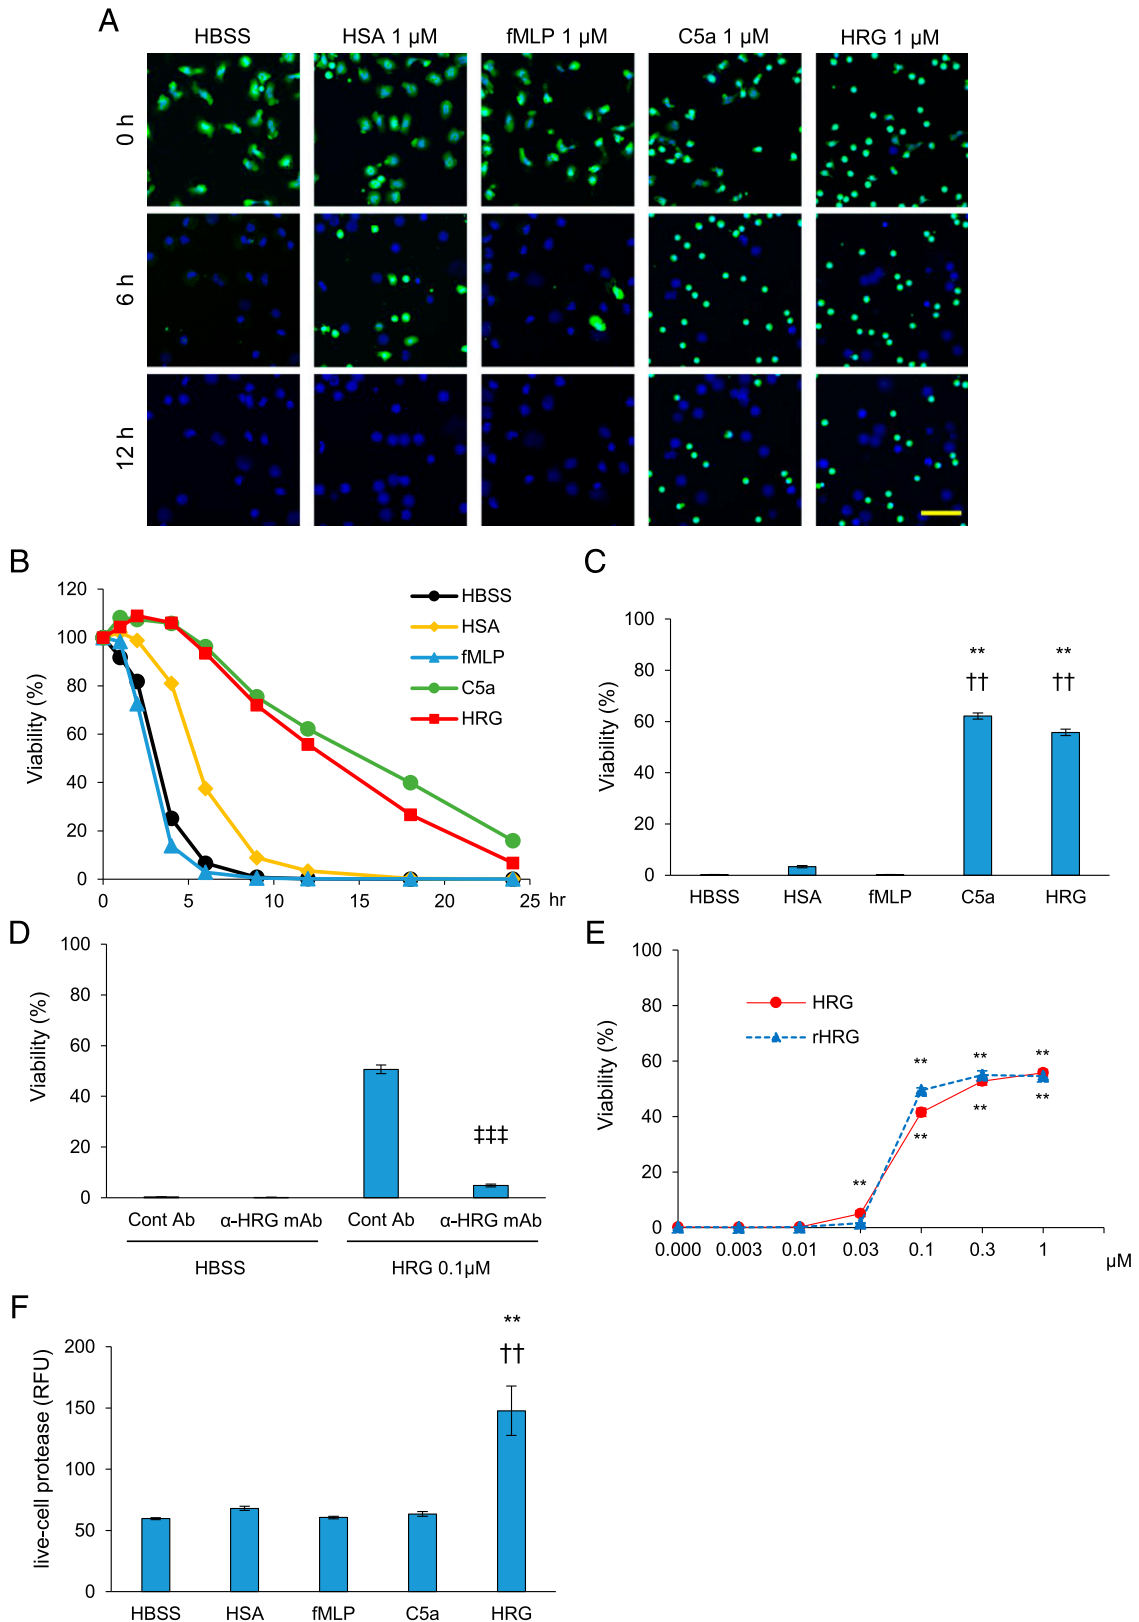 A
HBSS HSA 1 µM fMLP 1 µM C5a 1 µM HRG 1 µM
0 h
6 h
12 h
B
120
100
80
60
40
20
0
Viability (%)
0 5 10 15 20 25 hr
HBSS
HSA
fMLP
C5a
HRG
C
100
80
60
40
20
0
Viability (%)
** **
†† ††
HBSS HSA fMLP C5a HRG
D
100
80
60
40
20
0
Viability (%)
‡‡‡
Cont Ab α-HRG mAb Cont Ab α-HRG mAb
HBSS HRG 0.1µM
E
100
80
60
40
20
0
Viability (%)
HRG
rHRG
** ** **
** ** ** **
0.000 0.003 0.01 0.03 0.1 0.3 1
µM
F
200
150
100
50
0
live-cell protease (RFU)
**
††
HBSS HSA fMLP C5a HRG